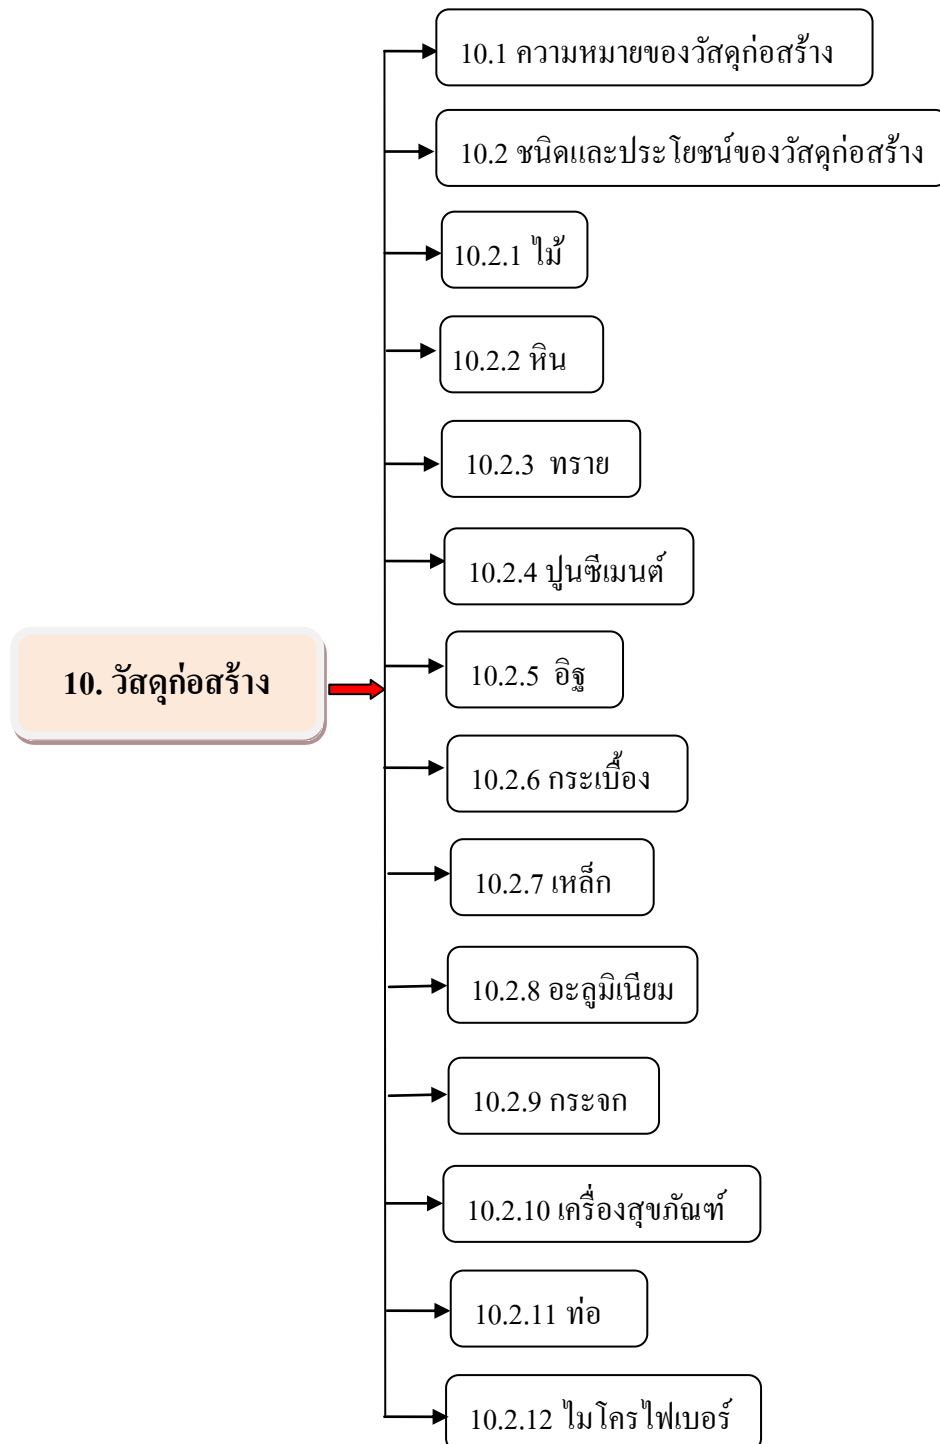 10.1 ความหมายของวัสดุก่อสร้าง
10.2 ชนิดและประโยชน์ของวัสดุก่อสร้าง
10.2.1 ไม้
10.2.2 หิน
10.2.3 ทราย
10.2.4 ปูนซีเมนต์
10.2.5 อิฐ
10. วัสดุก่อสร้าง
10.2.6 กระเบื้อง
10.2.7 เหล็ก
10.2.8 อะลูมิเนียม
10.2.9 กระจก
10.2.10 เครื่องสุขภัณฑ์
10.2.11 ท่อ
10.2.12 ไมโครไฟเบอร์